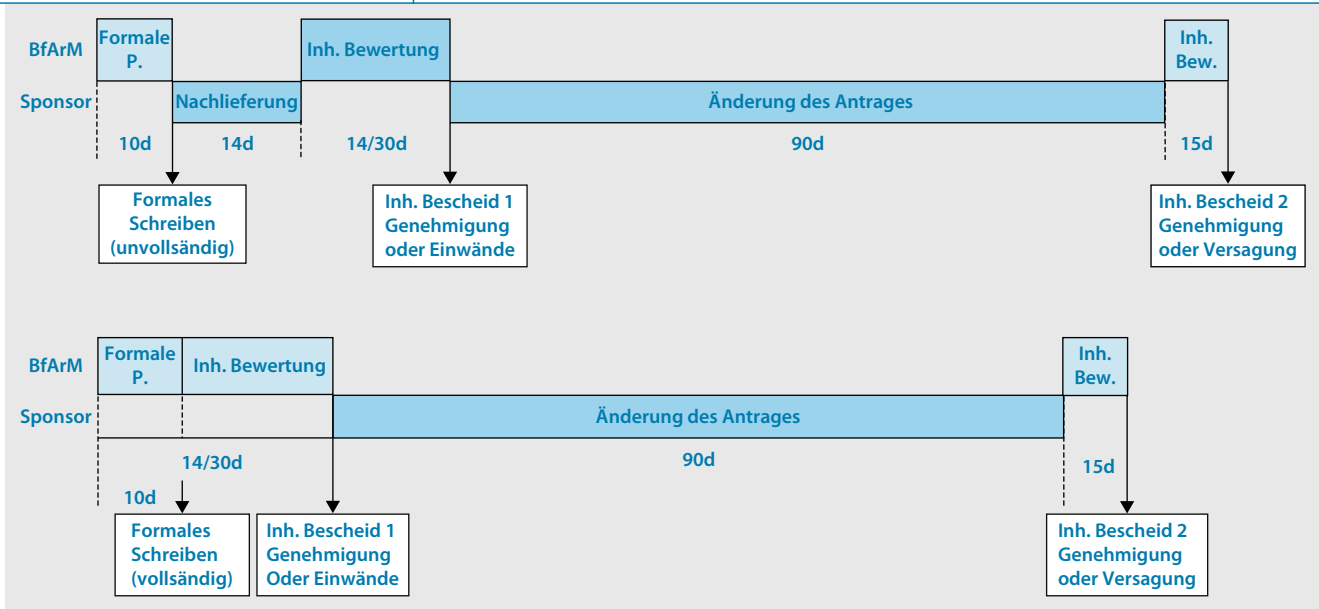 BfArM
Formale
P.
Inh. Bewertung
Inh.
Bew.
Sponsor
Nachlieferung
Änderung des Antrages
10d
14d
14/30d
90d
15d
Formales
Schreiben
(unvollsändig)
Inh. Bescheid 1
Genehmigung
oder Einwände
Inh. Bescheid 2
Genehmigung
oder Versagung
BfArM
Formale
P.
Inh. Bewertung
Inh.
Bew.
Sponsor
Änderung des Antrages
14/30d
90d
15d
10d
Formales
Schreiben
(vollsändig)
Inh. Bescheid 1
Genehmigung
Oder Einwände
Inh. Bescheid 2
Genehmigung
oder Versagung